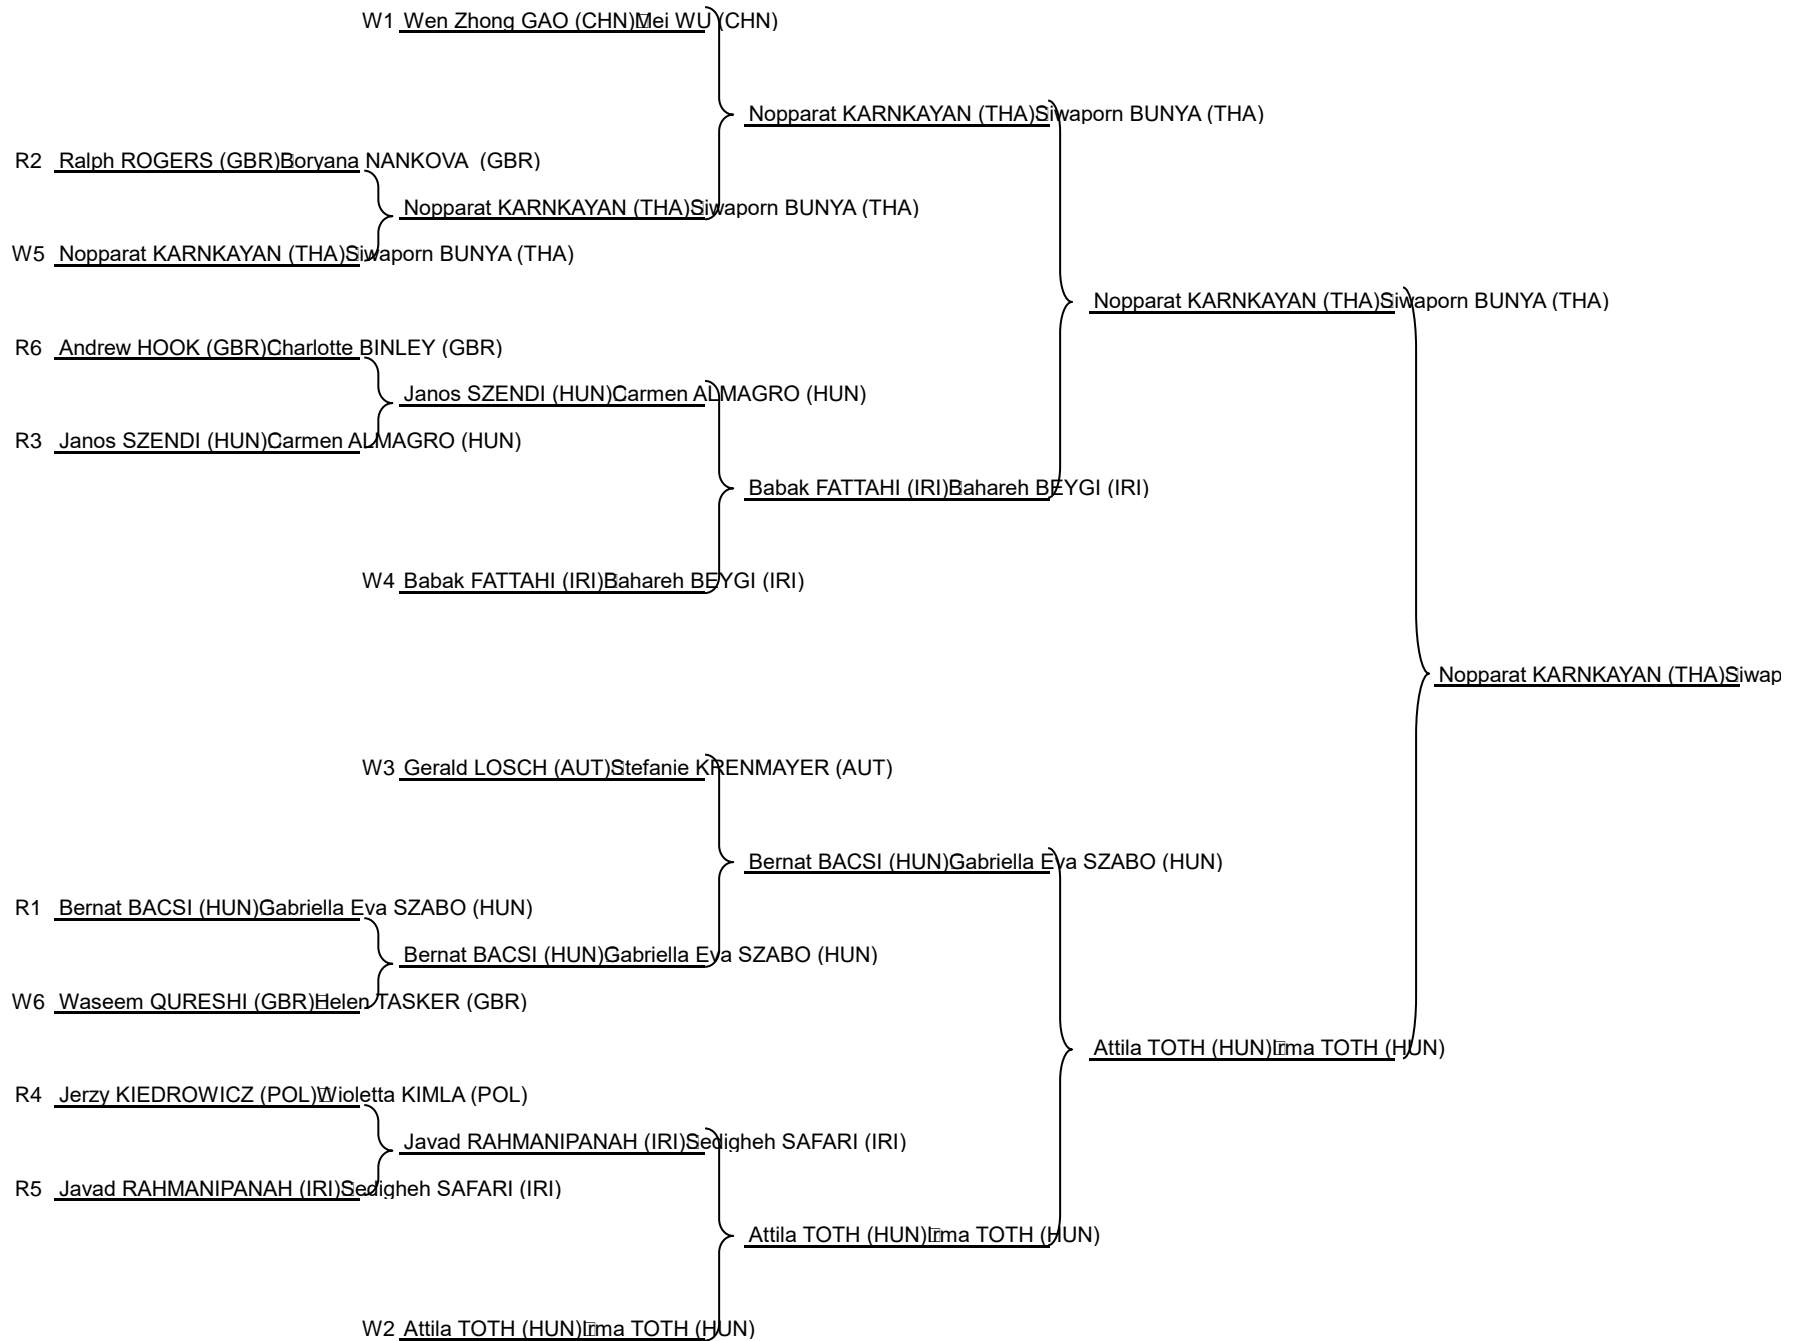 W1 Wen Zhong GAO (CHN) Mei WU (CHN)
Nopparat KARNKAYAN (THA) Siwaporn BUNYA (THA)
R2 Ralph ROGERS (GBR) Boryana NANKOVA (GBR)
Nopparat KARNKAYAN (THA) Siwaporn BUNYA (THA)
W5 Nopparat KARNKAYAN (THA) Siwaporn BUNYA (THA)
Nopparat KARNKAYAN (THA) Siwaporn BUNYA (THA)
R6 Andrew HOOK (GBR) Charlotte BINLEY (GBR)
Janos SZENDI (HUN) Carmen ALMAGRO (HUN)
R3 Janos SZENDI (HUN) Carmen ALMAGRO (HUN)
Babak FATTAHI (IRI) Bahareh BEYGI (IRI)
W4 Babak FATTAHI (IRI) Bahareh BEYGI (IRI)
Nopparat KARNKAYAN (THA) Siwap
W3 Gerald LOSCH (AUT) Stefanie KRENMAYER (AUT)
Bernat BACSI (HUN) Gabriella Eva SZABO (HUN)
R1 Bernat BACSI (HUN) Gabriella Eva SZABO (HUN)
Bernat BACSI (HUN) Gabriella Eva SZABO (HUN)
W6 Waseem QURESHI (GBR) Helen TASKER (GBR)
Attila TOTH (HUN) Irma TOTH (HUN)
R4 Jerzy KIEDROWICZ (POL) Wioletta KIMLA (POL)
Javad RAHMANIPANAH (IRI) Sedigheh SAFARI (IRI)
R5 Javad RAHMANIPANAH (IRI) Sedigheh SAFARI (IRI)
Attila TOTH (HUN) Irma TOTH (HUN)
W2 Attila TOTH (HUN) Irma TOTH (HUN)